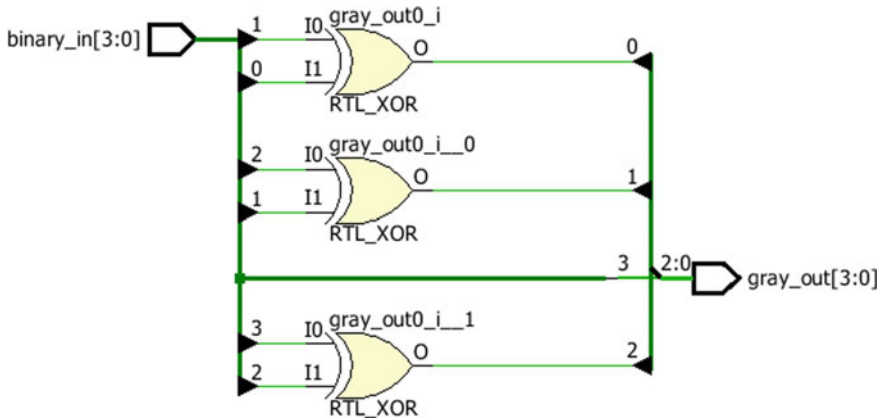 binary_in[3:0]
1
I0
gray_out0_i
O
0
0
I1
RTL_XOR
2
I0
gray_out0_i__0
O
1
1
I1
RTL_XOR
3
2:0
gray_out[3:0]
3
I0
gray_out0_i__1
O
2
2
I1
RTL_XOR